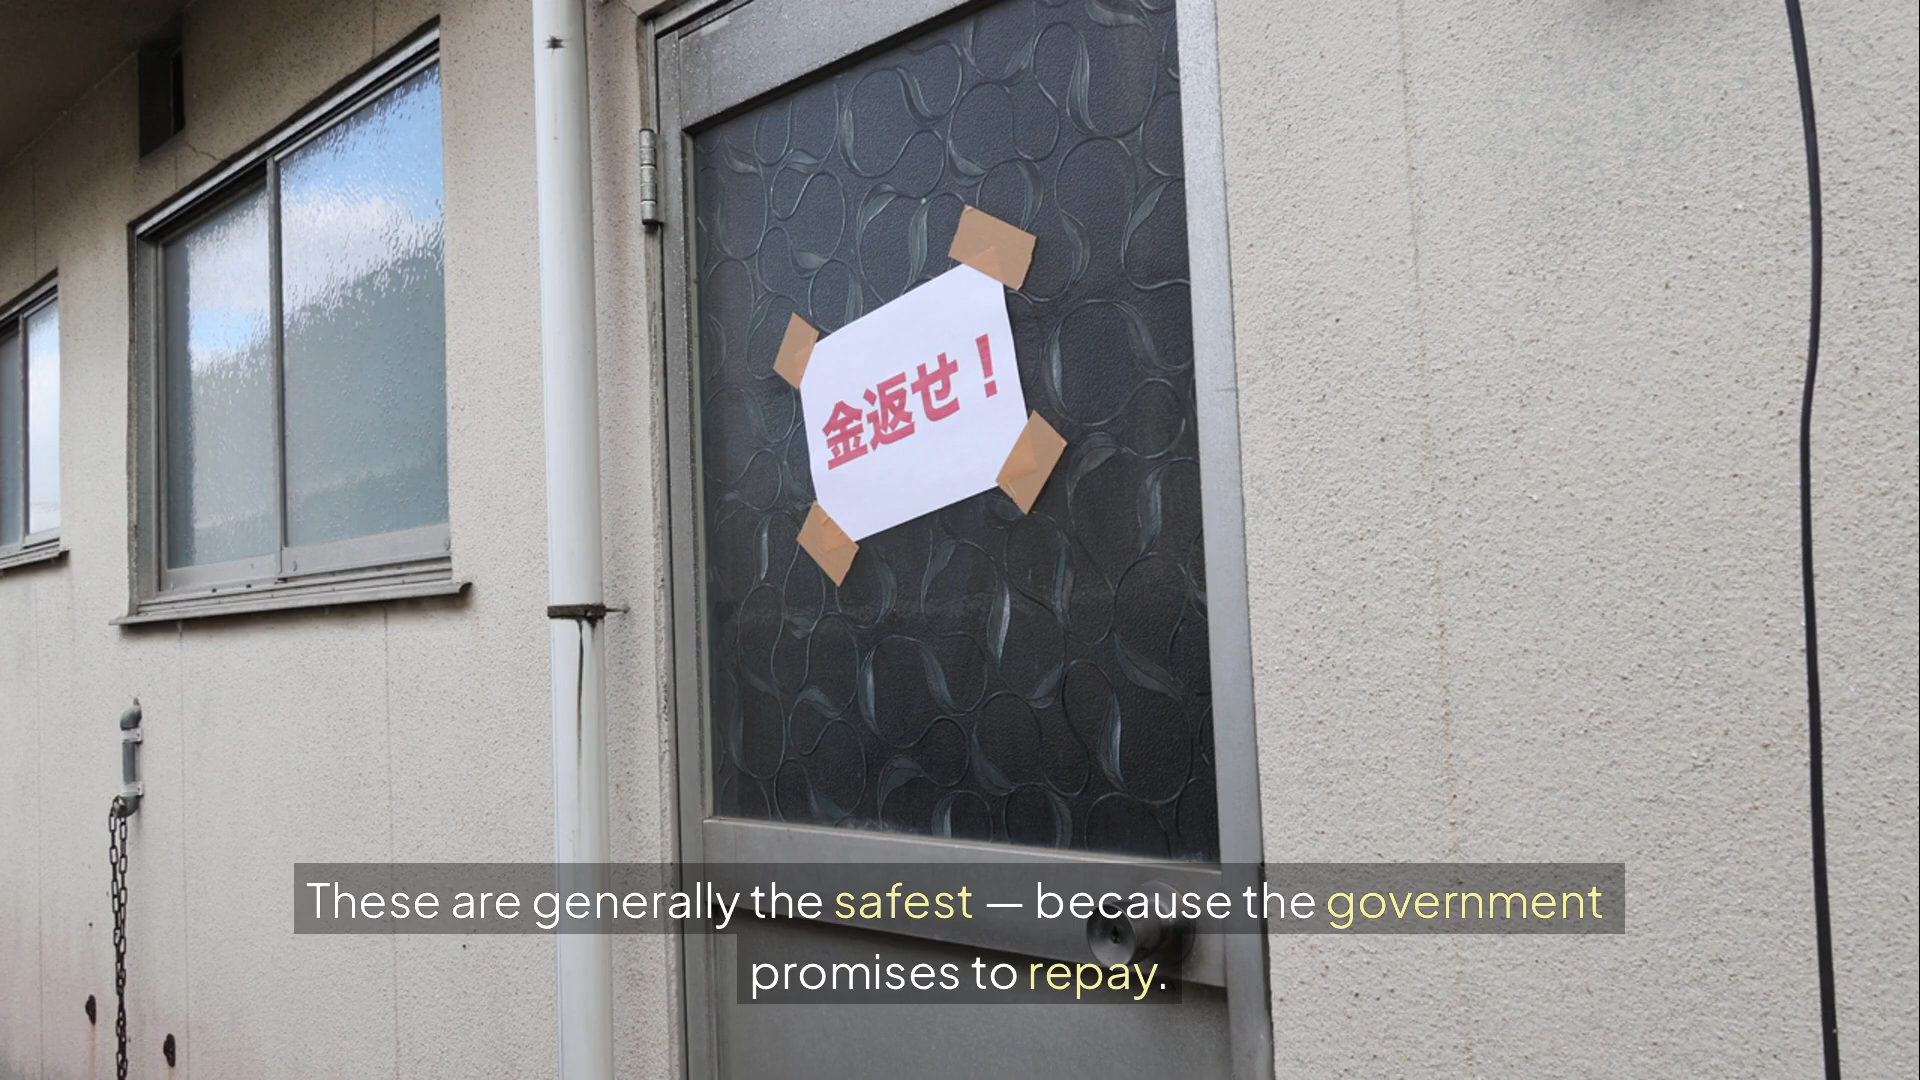 金返せ！
These are generally the safest — because the government
promises to repay.